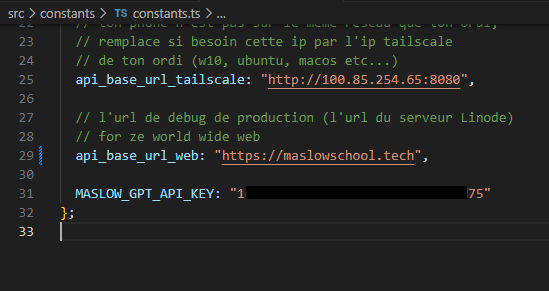 src > constants > TS constants.ts > ...
23 // remplace si besoin cette ip par l'ip tailscale
24 // de ton ordi (w10, ubuntu, macos etc...)
25 api_base_url_tailscale: "http://100.85.254.65:8080",
26
27 // l'url de debug de production (l'url du serveur Linode)
28 // for ze world wide web
29 api_base_url_web: "https://maslowschool.tech",
30
31 MASLOW_GPT_API_KEY: "1 75"
32 };
33